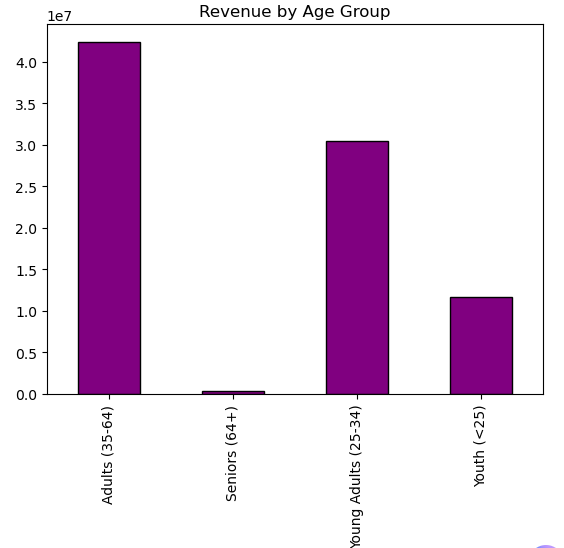 Revenue by Age Group
1e7
4.0
3.5
3.0
2.5
2.0
1.5
1.0
0.5
0.0
Adults (35-64)
Seniors (64+)
Young Adults (25-34)
Youth (<25)